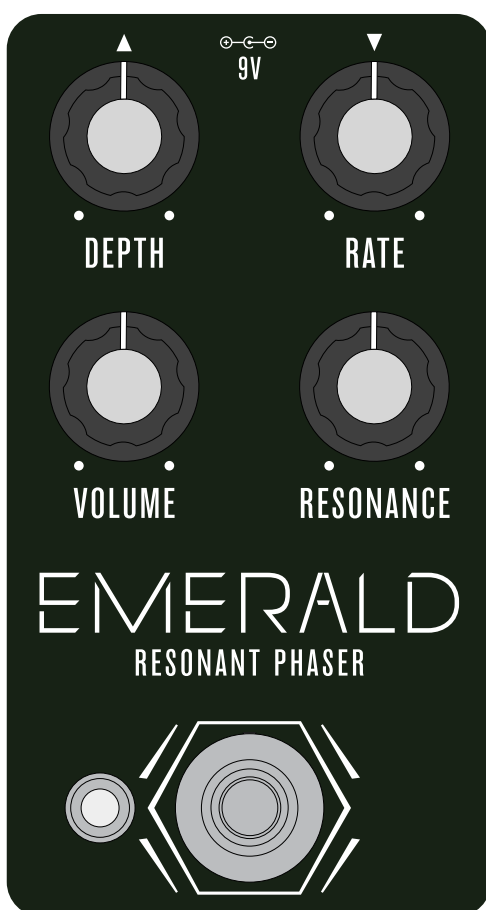 9V
DEPTH
RATE
VOLUME
RESONANCE
EMERALD
RESONANT PHASER